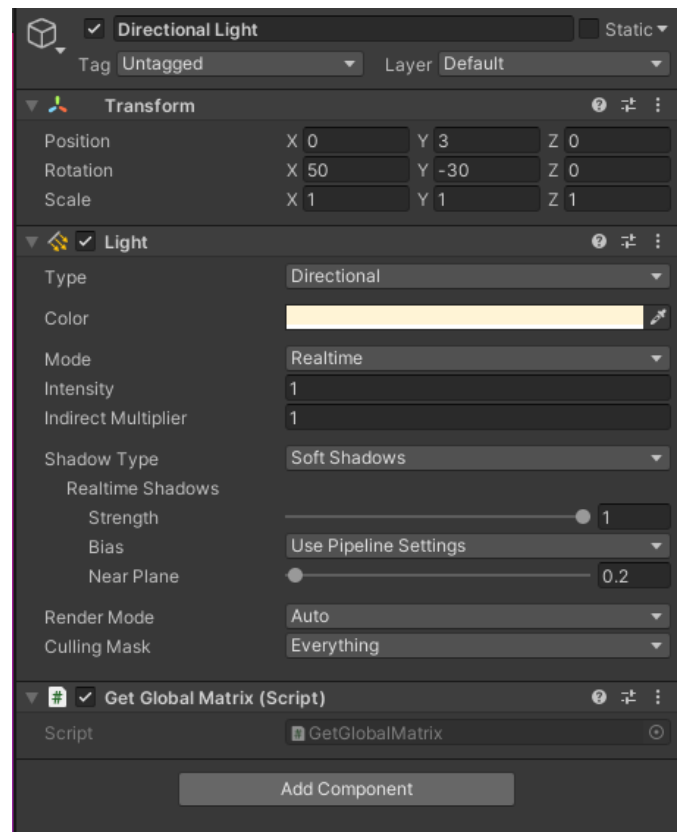 Directional Light Static
Tag Untagged Layer Default
Transform
Position X 0 Y 3 Z 0
Rotation X 50 Y -30 Z 0
Scale X 1 Y 1 Z 1
Light
Type Directional
Color
Mode Realtime
Intensity 1
Indirect Multiplier 1
Shadow Type Soft Shadows
Realtime Shadows
Strength 1
Bias Use Pipeline Settings
Near Plane 0.2
Render Mode Auto
Culling Mask Everything
# Get Global Matrix (Script)
Script # GetGlobalMatrix
Add Component